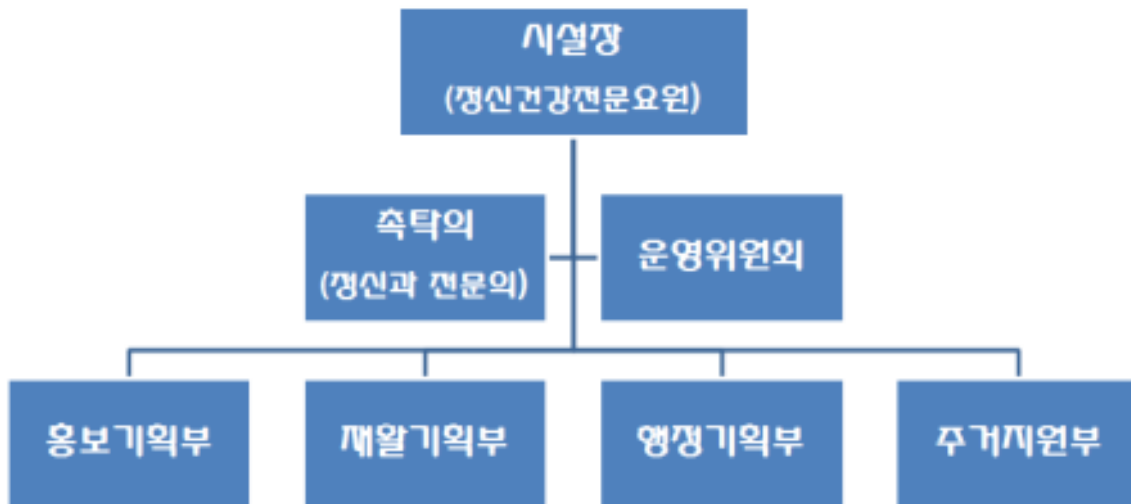 시설장
(정신건강전문요원)
촉탁의
(정신과 전문의)
운영위원회
홍보기획부
재활기획부
행정기획부
주거지원부